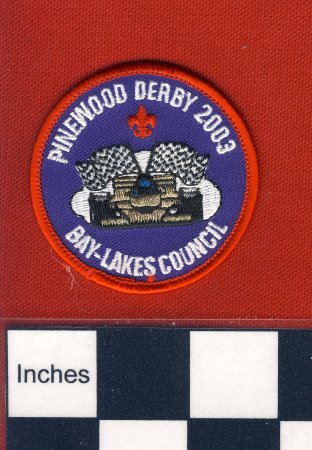 PINEWOOD DERBY 2003
BAY-LAKES COUNCIL
Inches